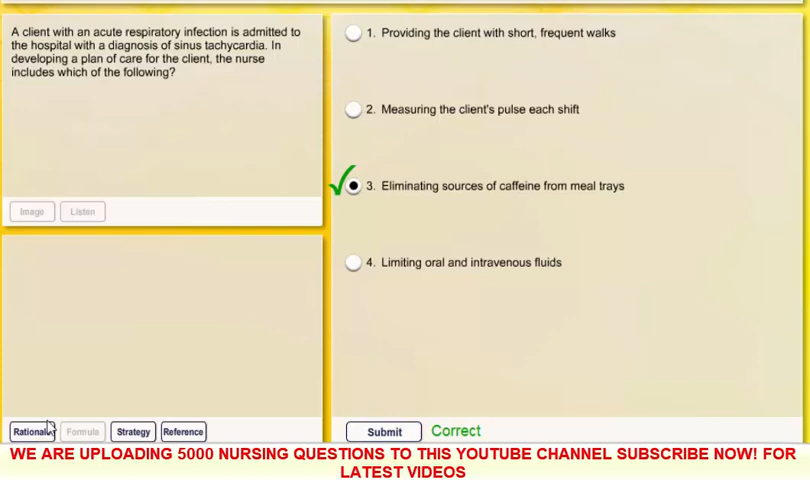 A client with an acute respiratory infection is admitted to
the hospital with a diagnosis of sinus tachycardia. In
developing a plan of care for the client, the nurse
includes which of the following?
Image Listen
1. Providing the client with short, frequent walks
2. Measuring the client's pulse each shift
3. Eliminating sources of caffeine from meal trays
4. Limiting oral and intravenous fluids
Rationale Formula Strategy Reference
Submit Correct
WE ARE UPLOADING 5000 NURSING QUESTIONS TO THIS YOUTUBE CHANNEL SUBSCRIBE NOW! FOR
LATEST VIDEOS